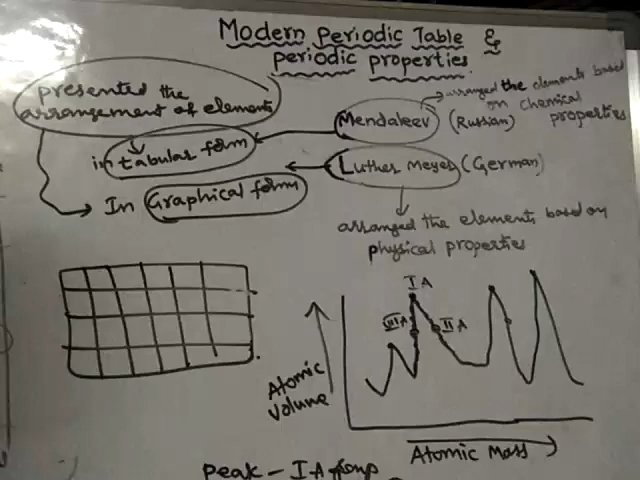 Modern Periodic Table &
periodic properties
presented the
arrangement of elements
in tabular form
In Graphical form
Mendaleev (Russian)
arranged the elements based
on chemical
properties
Luther Meyer (German)
arranged the elements based on
physical properties
IA
VIIA
IIA
Atomic
Volume
Atomic Mass
Peak - IA group